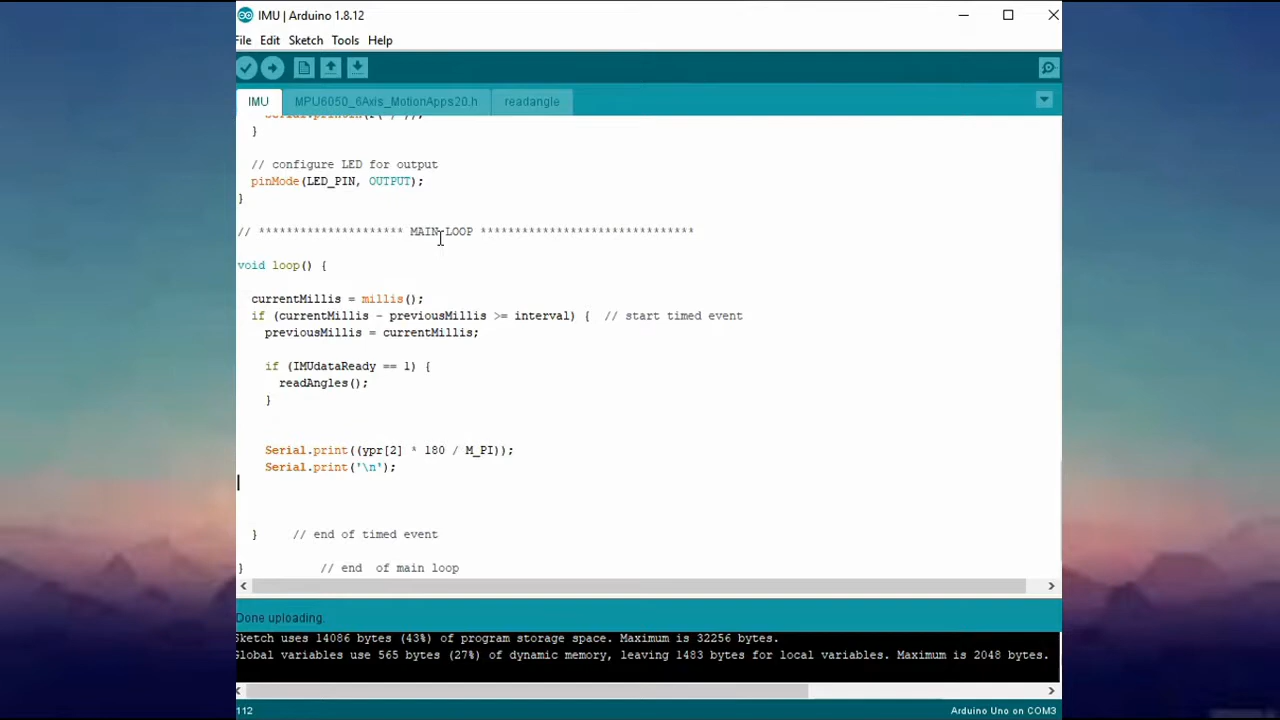 IMU | Arduino 1.8.12
File Edit Sketch Tools Help
IMU MPU6050_6Axis_MotionApps20.h readangle
}
// configure LED for output
pinMode(LED_PIN, OUTPUT);
}
// ********************* MAIN LOOP *******************************
void loop() {
currentMillis = millis();
if (currentMillis - previousMillis >= interval) { // start timed event
previousMillis = currentMillis;
if (IMUdataReady == 1) {
readAngles();
}
Serial.print((ypr[2] * 180 / M_PI));
Serial.print('\n');
} // end of timed event
} // end of main loop
Done uploading.
Sketch uses 14086 bytes (43%) of program storage space. Maximum is 32256 bytes.
Global variables use 565 bytes (27%) of dynamic memory, leaving 1483 bytes for local variables. Maximum is 2048 bytes.
112 Arduino Uno on COM3